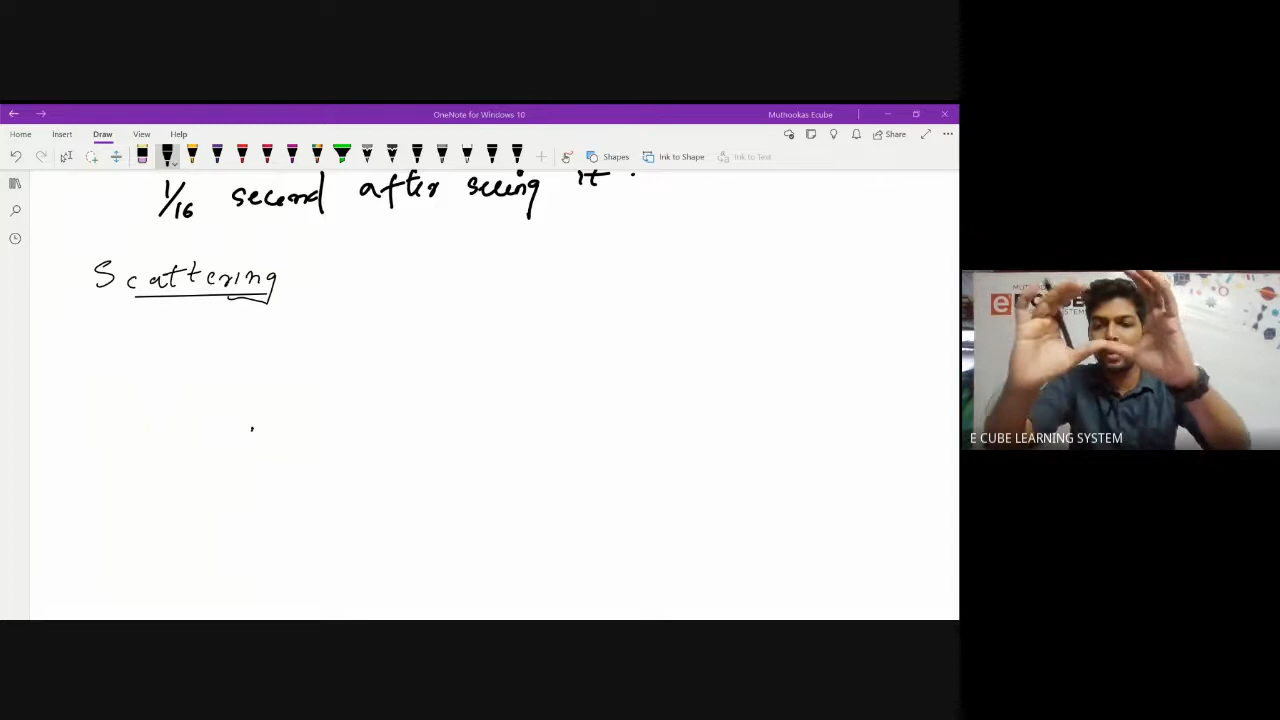 OneNote for Windows 10
Muthookas Ecube
Home Insert Draw View Help
Share
Shapes Ink to Shape Ink to Text
1/16 second after seeing it.
Scattering
E CUBE LEARNING SYSTEM